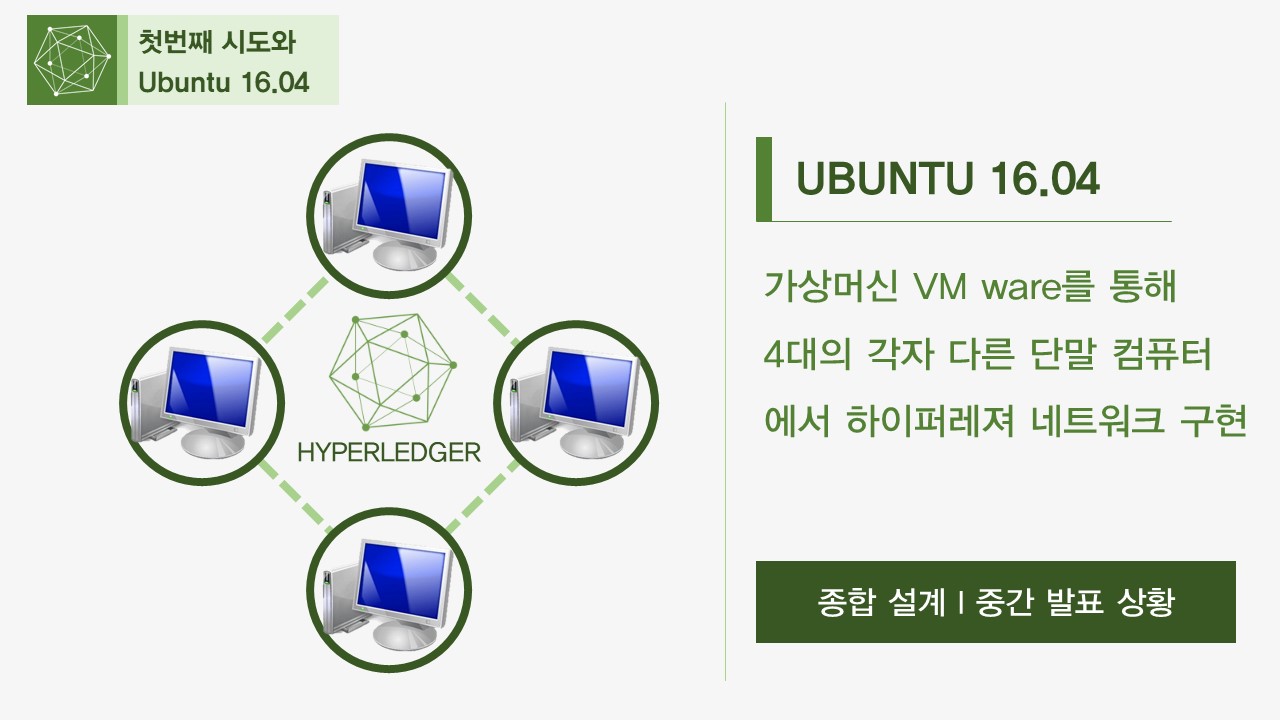 첫번째 시도와
Ubuntu 16.04
HYPERLEDGER
UBUNTU 16.04
가상머신 VM ware를 통해
4대의 각자 다른 단말 컴퓨터
에서 하이퍼레져 네트워크 구현
종합 설계 I 중간 발표 상황